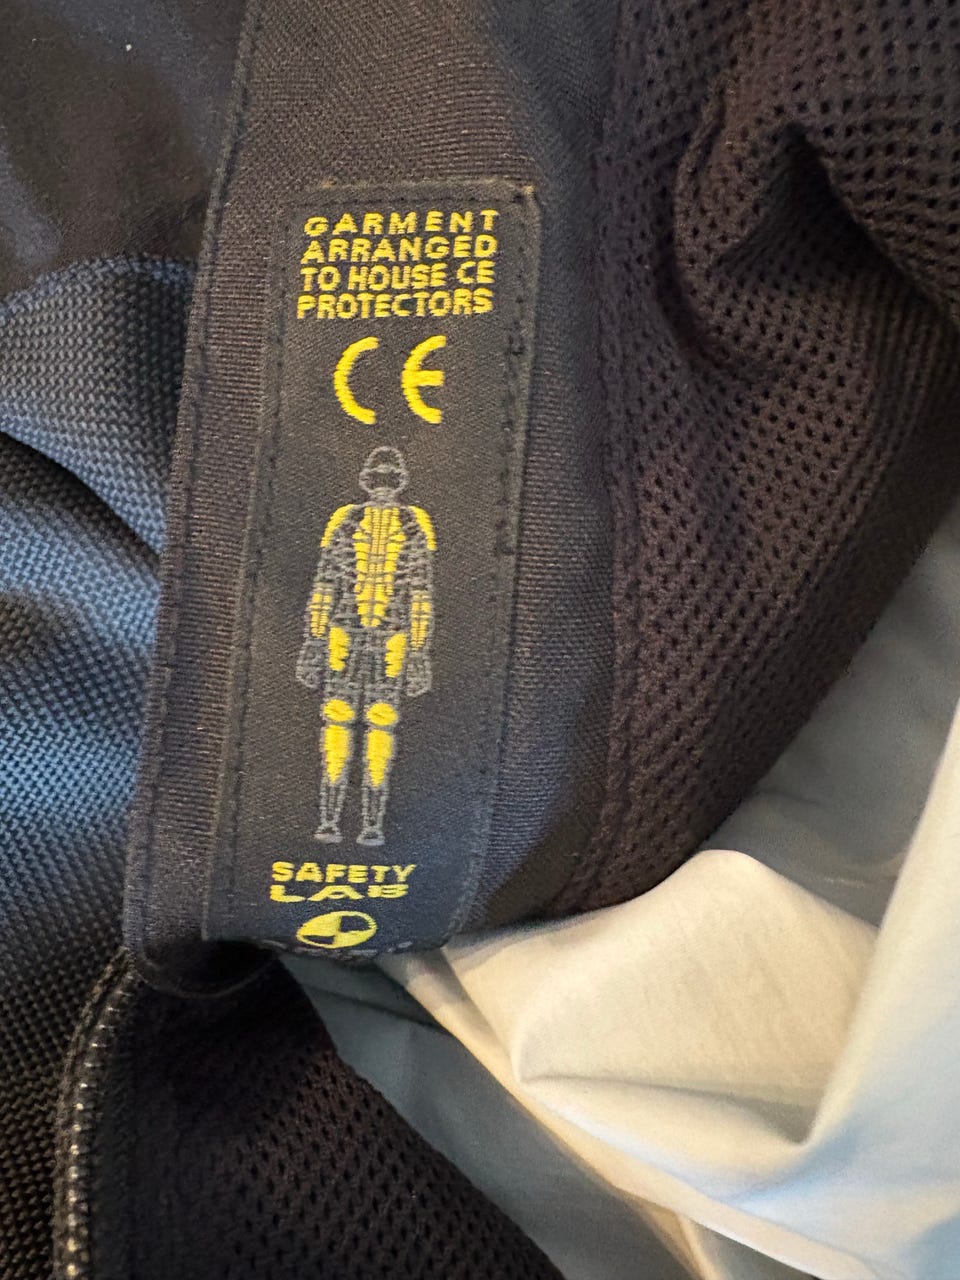 GARMENT
ARRANGED
TO HOUSE CE
PROTECTORS
CE
SAFETY
LAB